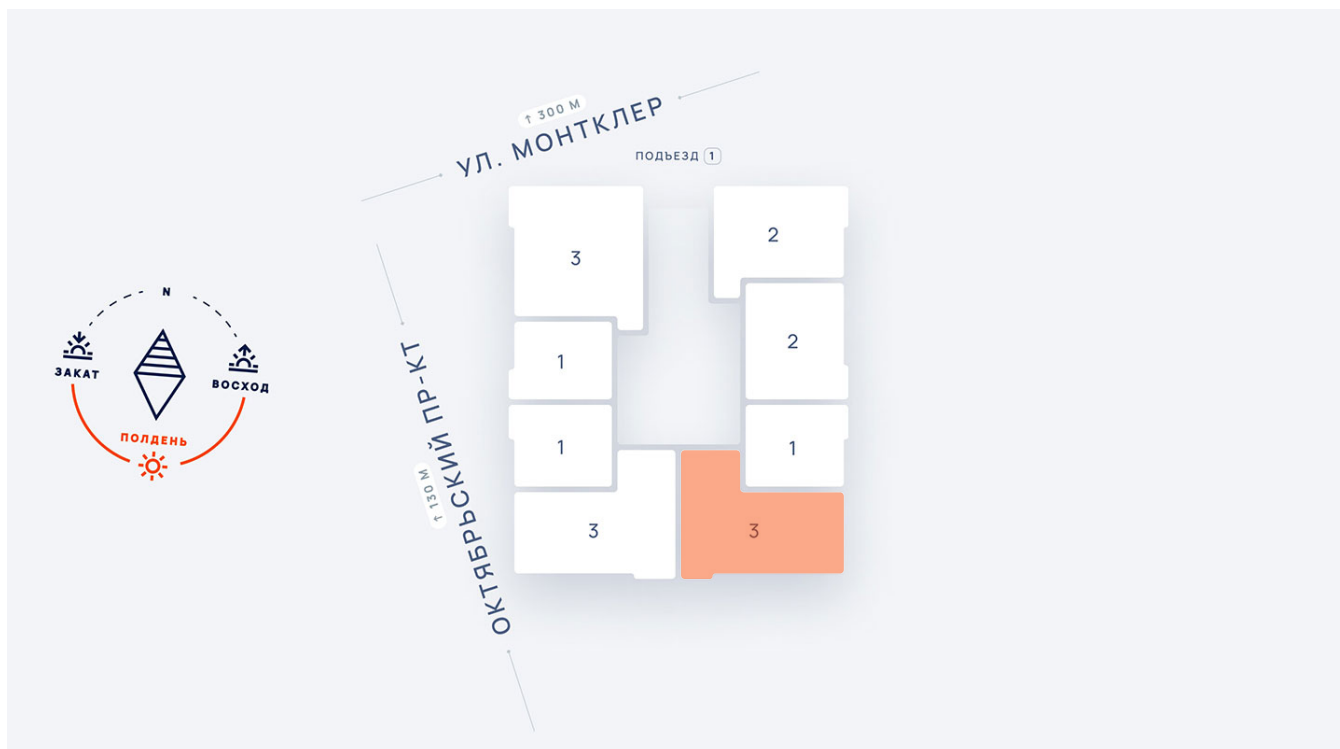 ↑ 300 М
УЛ. МОНТКЛЕР
ПОДЪЕЗД 1
3
2
1
2
1
1
3
3
N
ЗАКАТ
ВОСХОД
ПОЛДЕНЬ
↑ 130 М
ОКТЯБРЬСКИЙ ПР-КТ